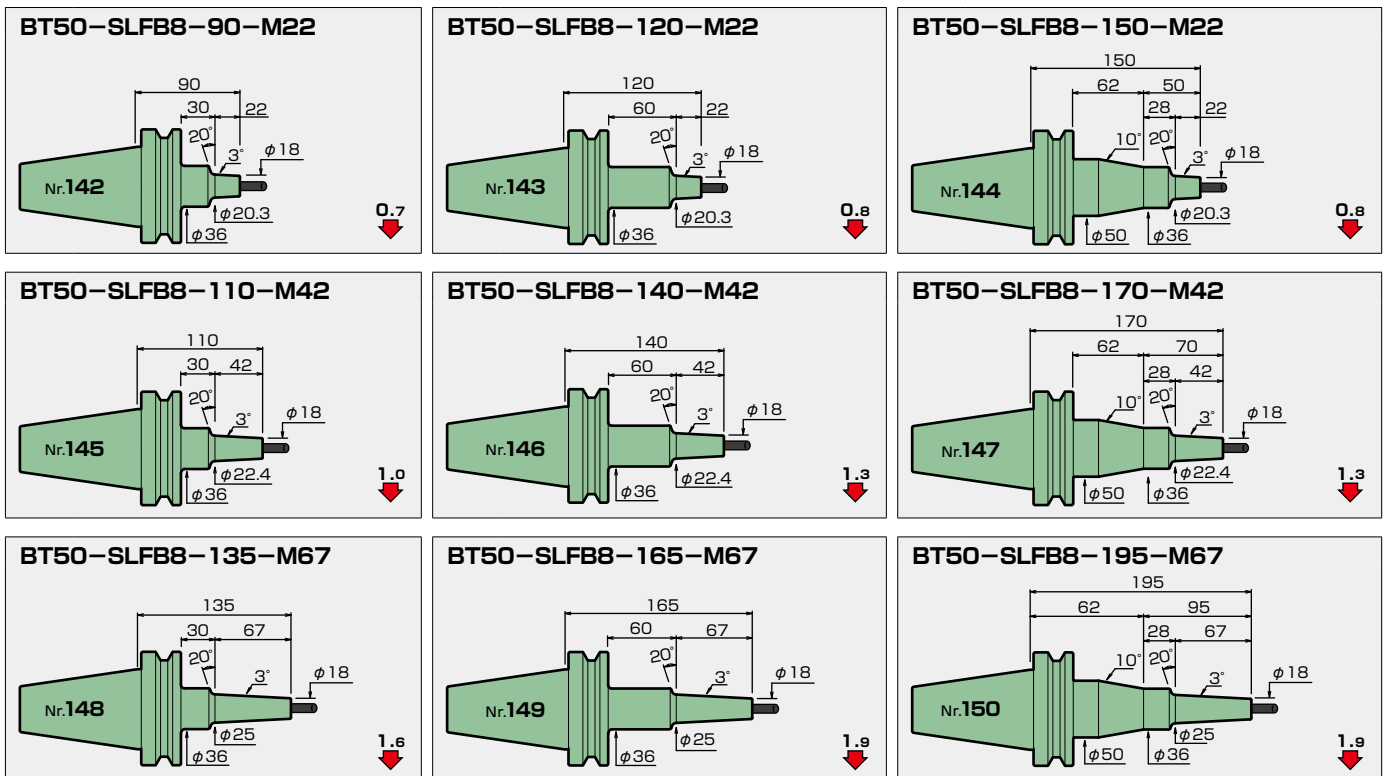 BT50−SLFB8−90−M22
90
30 22
20° 3° φ18
Nr.142
φ20.3
φ36
0.7
BT50−SLFB8−120−M22
120
60 22
20° 3° φ18
Nr.143
φ20.3
φ36
0.8
BT50−SLFB8−150−M22
150
62 50
28 22
10° 20° 3° φ18
Nr.144
φ20.3
φ50 φ36
0.8
BT50−SLFB8−110−M42
110
30 42
20° 3° φ18
Nr.145
φ22.4
φ36
1.0
BT50−SLFB8−140−M42
140
60 42
20° 3° φ18
Nr.146
φ22.4
φ36
1.3
BT50−SLFB8−170−M42
170
62 70
28 42
10° 20° 3° φ18
Nr.147
φ22.4
φ50 φ36
1.3
BT50−SLFB8−135−M67
135
30 67
20° 3° φ18
Nr.148
φ25
φ36
1.6
BT50−SLFB8−165−M67
165
60 67
20° 3° φ18
Nr.149
φ25
φ36
1.9
BT50−SLFB8−195−M67
195
62 95
28 67
10° 20° 3° φ18
Nr.150
φ25
φ50 φ36
1.9